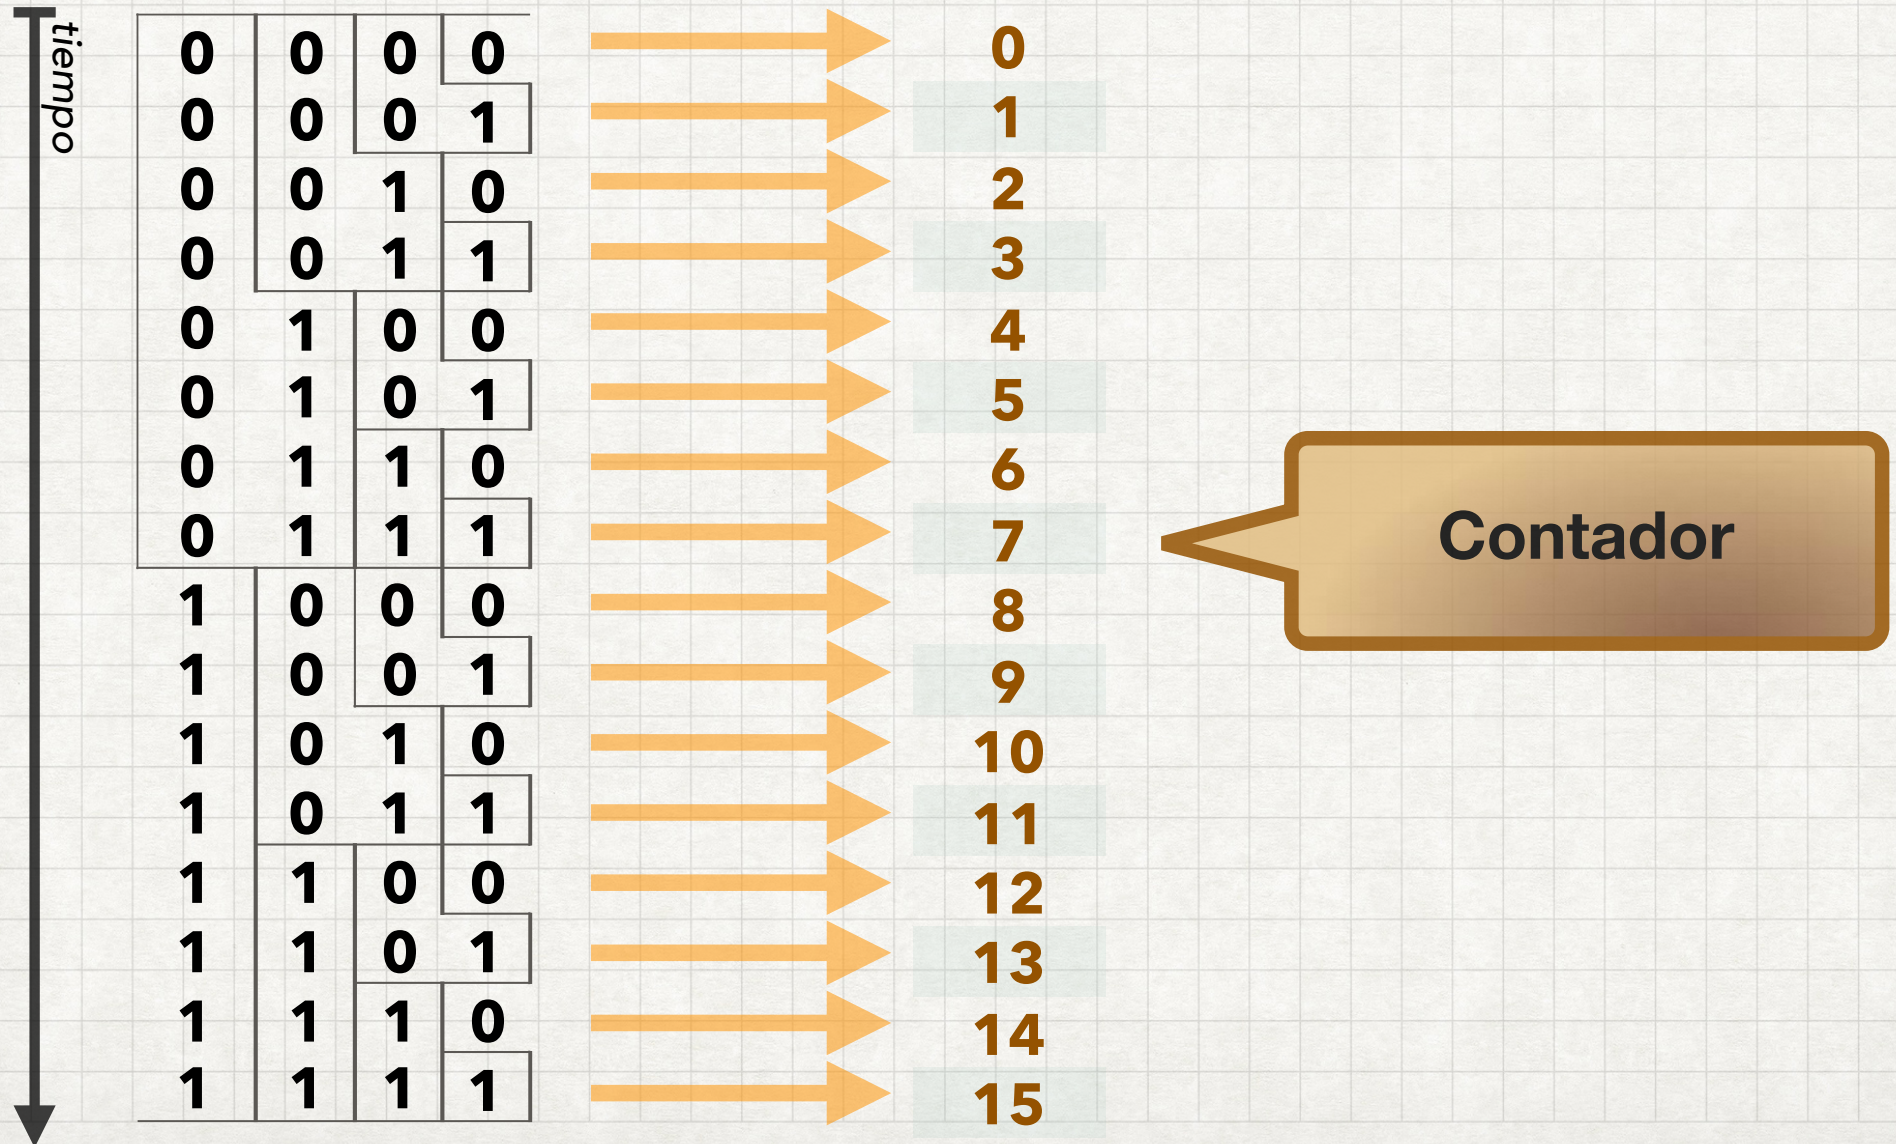 tiempo
0 0 0 0 0
0 0 0 1 1
0 0 1 0 2
0 0 1 1 3
0 1 0 0 4
0 1 0 1 5
0 1 1 0 6
0 1 1 1 7
Contador
1 0 0 0 8
1 0 0 1 9
1 0 1 0 10
1 0 1 1 11
1 1 0 0 12
1 1 0 1 13
1 1 1 0 14
1 1 1 1 15